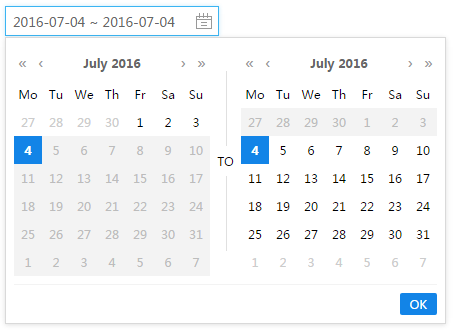 2016-07-04 ~ 2016-07-04
« ‹ July 2016 › »
Mo Tu We Th Fr Sa Su
27 28 29 30 1 2 3
4 5 6 7 8 9 10
11 12 13 14 15 16 17
18 19 20 21 22 23 24
25 26 27 28 29 30 31
1 2 3 4 5 6 7
TO
« ‹ July 2016 › »
Mo Tu We Th Fr Sa Su
27 28 29 30 1 2 3
4 5 6 7 8 9 10
11 12 13 14 15 16 17
18 19 20 21 22 23 24
25 26 27 28 29 30 31
1 2 3 4 5 6 7
OK